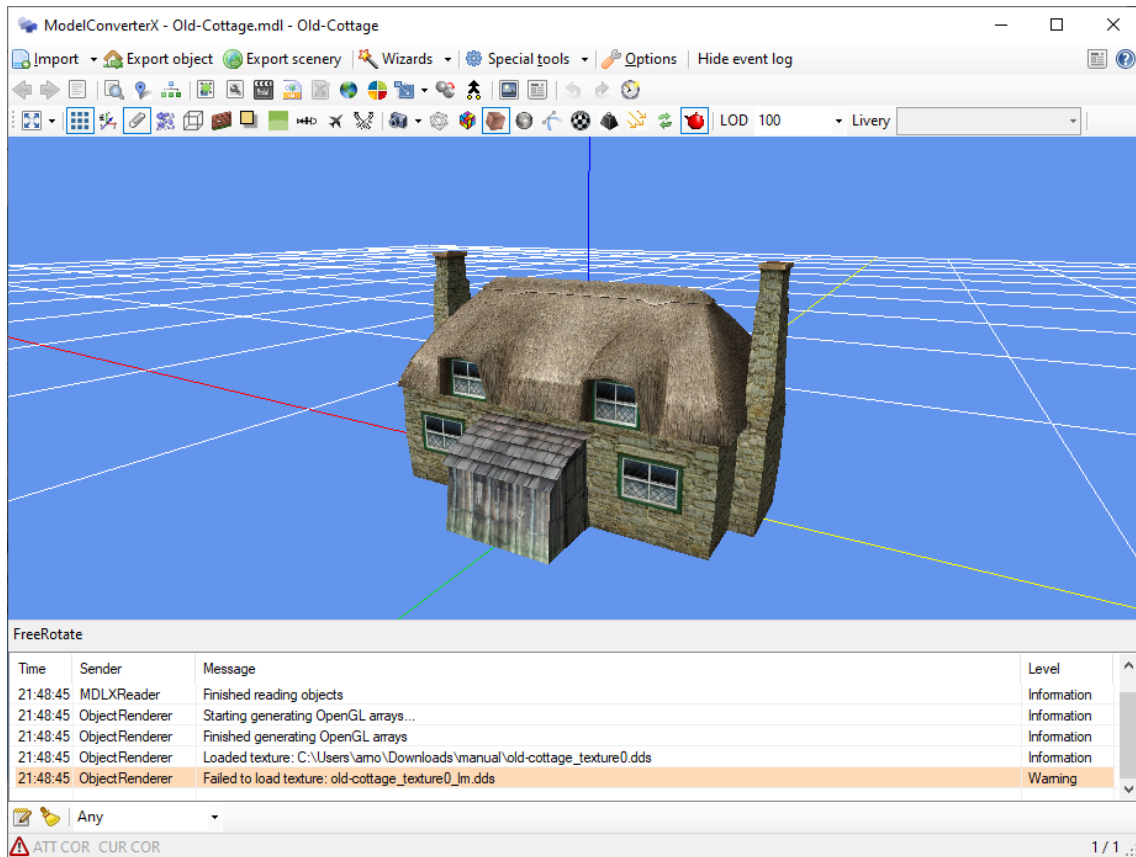 ModelConverterX - Old-Cottage.mdl - Old-Cottage
Import Export object Export scenery Wizards Special tools Options Hide event log
LOD 100 Livery
FreeRotate
Time Sender Message Level
21:48:45 MDLXReader Finished reading objects Information
21:48:45 ObjectRenderer Starting generating OpenGL arrays... Information
21:48:45 ObjectRenderer Finished generating OpenGL arrays Information
21:48:45 ObjectRenderer Loaded texture: C:\Users\arno\Downloads\manual\old-cottage_texture0.dds Information
21:48:45 ObjectRenderer Failed to load texture: old-cottage_texture0_lm.dds Warning
Any
ATT COR CUR COR 1 / 1